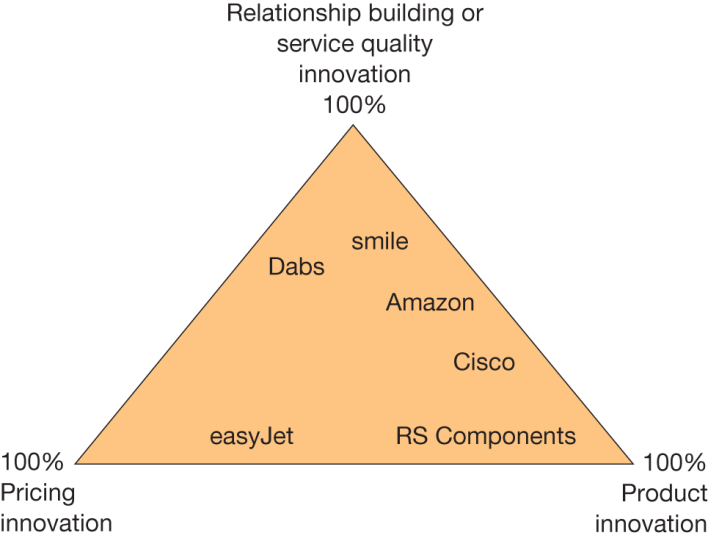 Relationship building or
service quality
innovation
100%
smile
Dabs
Amazon
Cisco
easyJet
RS Components
100%
Pricing
innovation
100%
Product
innovation